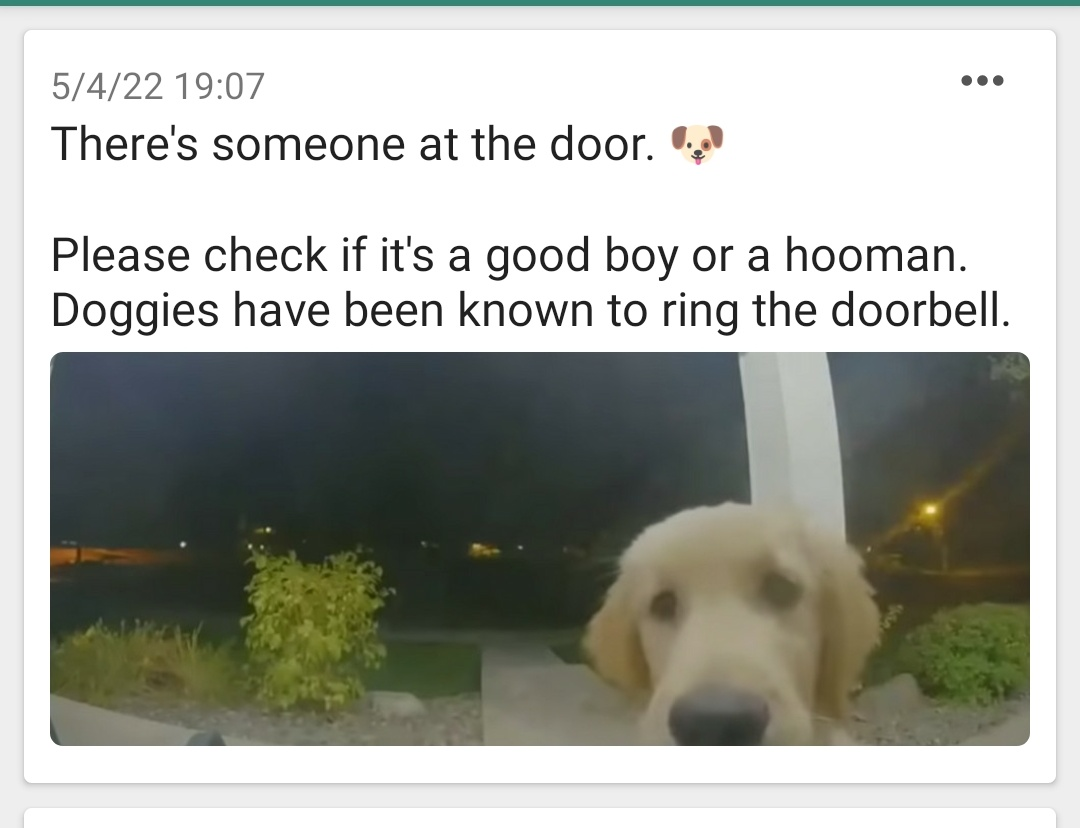 5/4/22 19:07
There's someone at the door. 🐶
Please check if it's a good boy or a hooman.
Doggies have been known to ring the doorbell.